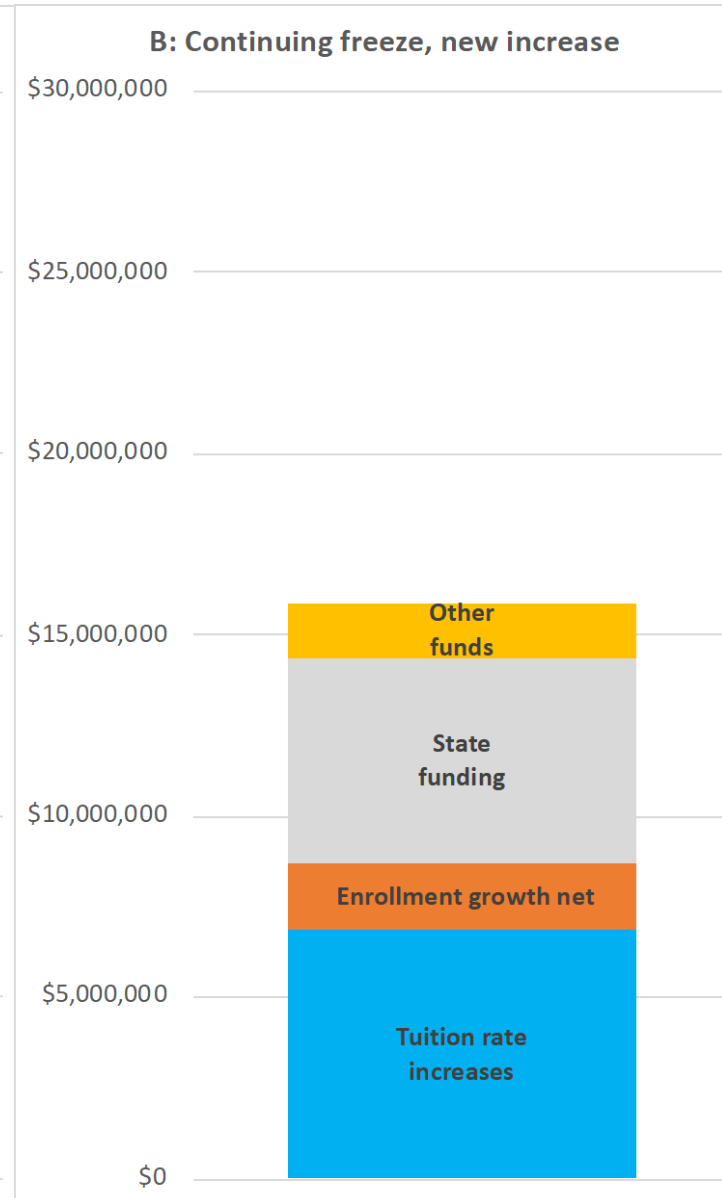 B: Continuing freeze, new increase
$30,000,000
$25,000,000
$20,000,000
$15,000,000
$10,000,000
$5,000,000
$0
Other
funds
State
funding
Enrollment growth net
Tuition rate
increases